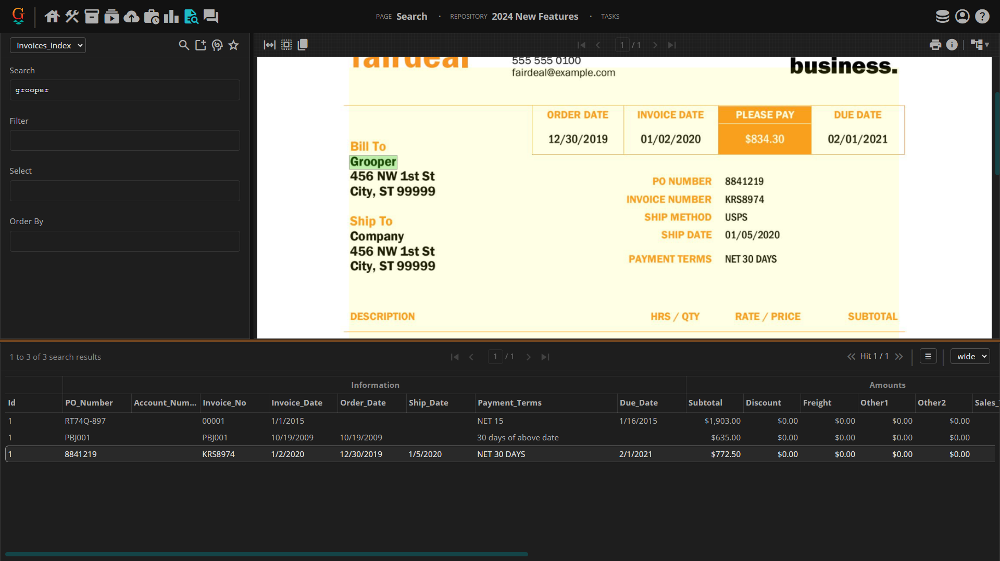 G
PAGE Search · REPOSITORY 2024 New Features · TASKS
invoices_index
Search
grooper
Filter
Select
Order By
1 / 1
fairdeal
555 555 0100
fairdeal@example.com
business.
ORDER DATE INVOICE DATE PLEASE PAY DUE DATE
12/30/2019 01/02/2020 $834.30 02/01/2021
Bill To
Grooper
456 NW 1st St
City, ST 99999
Ship To
Company
456 NW 1st St
City, ST 99999
PO NUMBER 8841219
INVOICE NUMBER KRS8974
SHIP METHOD USPS
SHIP DATE 01/05/2020
PAYMENT TERMS NET 30 DAYS
DESCRIPTION HRS / QTY RATE / PRICE SUBTOTAL
1 to 3 of 3 search results 1 / 1 Hit 1 / 1 wide
Information Amounts
Id PO_Number Account_Num... Invoice_No Invoice_Date Order_Date Ship_Date Payment_Terms Due_Date Subtotal Discount Freight Other1 Other2 Sales_
1 RT74Q-897 00001 1/1/2015 NET 15 1/16/2015 $1,903.00 $0.00 $0.00 $0.00 $0.00
1 PBJ001 PBJ001 10/19/2009 10/19/2009 30 days of above date $635.00 $0.00 $0.00 $0.00 $0.00
1 8841219 KRS8974 1/2/2020 12/30/2019 1/5/2020 NET 30 DAYS 2/1/2021 $772.50 $0.00 $0.00 $0.00 $0.00